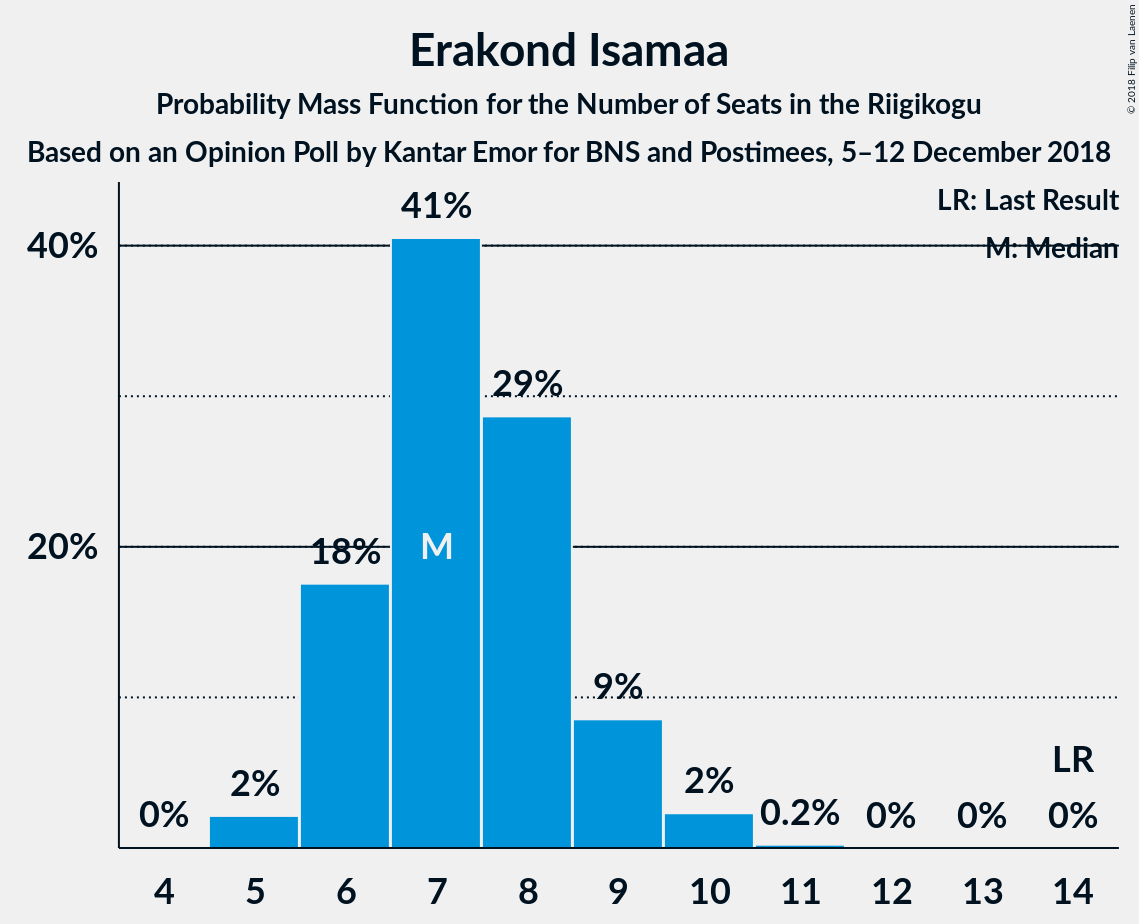 Erakond Isamaa
Probability Mass Function for the Number of Seats in the Riigikogu
Based on an Opinion Poll by Kantar Emor for BNS and Postimees, 5–12 December 2018
© 2018 Filip van Laenen
LR: Last Result
M: Median
40%
20%
0%
2%
18%
41%
M
29%
9%
2%
0.2%
0%
0%
LR
0%
4 5 6 7 8 9 10 11 12 13 14